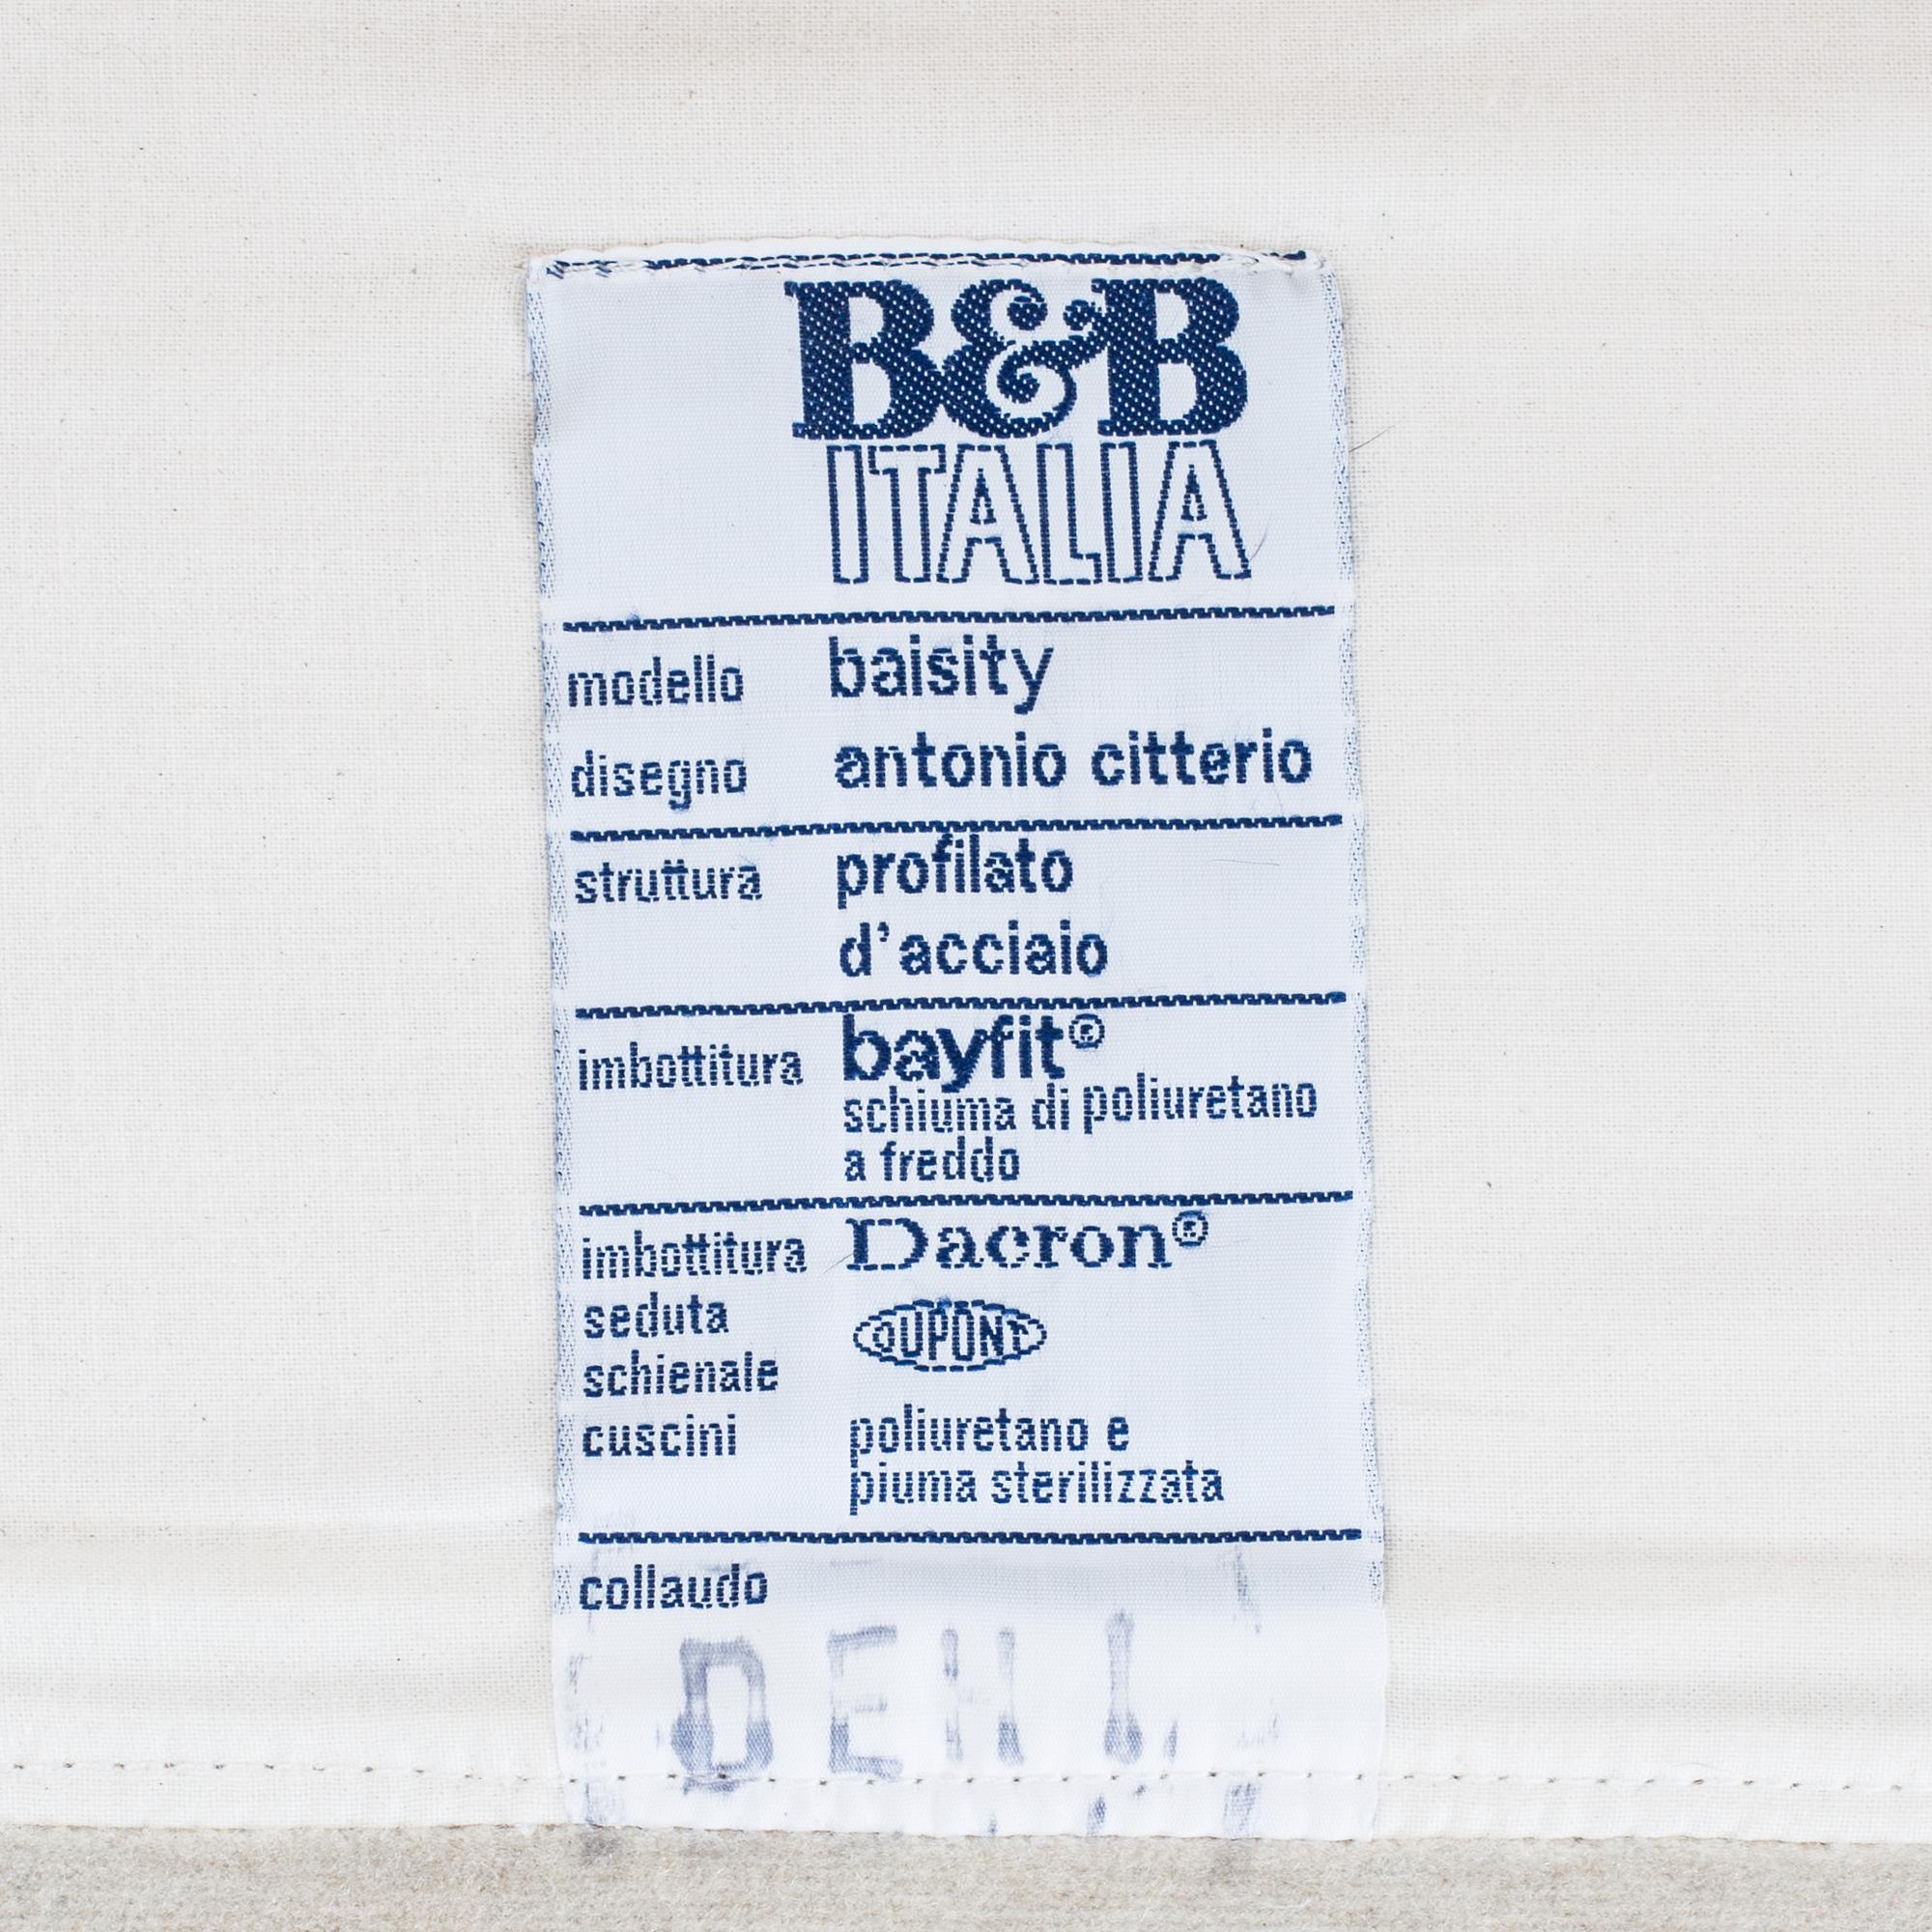 B&B
ITALIA
modello baisity
disegno antonio citterio
struttura profilato
d'acciaio
imbottitura bayfit®
schiuma di poliuretano
a freddo
imbottitura Dacron®
seduta DUPONT
schienale
cuscini poliuretano e
piuma sterilizzata
collaudo